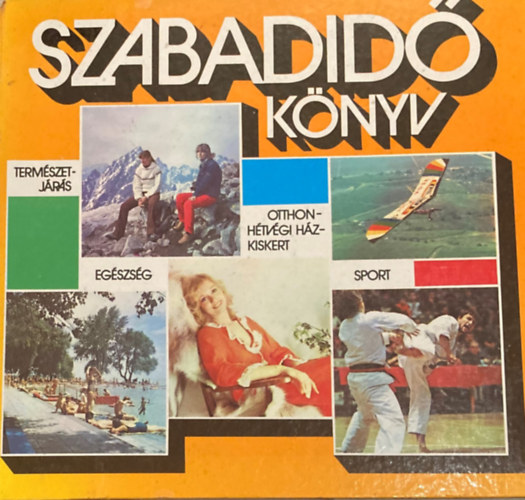 SZABADIDŐ
KÖNYV
TERMÉSZET-
JÁRÁS
OTTHON-
HÉTVÉGI HÁZ-
KISKERT
EGÉSZSÉG
SPORT